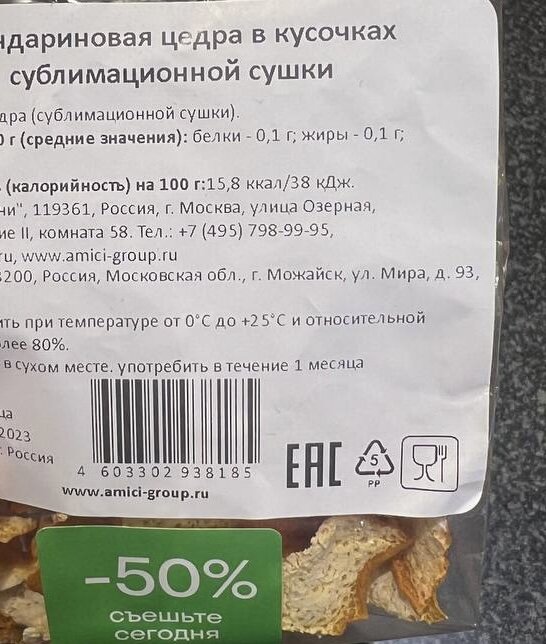 ндариновая цедра в кусочках
сублимационной сушки
дра (сублимационной сушки).
0 г (средние значения): белки - 0,1 г; жиры - 0,1 г;
(калорийность) на 100 г:15,8 ккал/38 кДж.
ни", 119361, Россия, г. Москва, улица Озерная,
ие II, комната 58. Тел.: +7 (495) 798-99-95,
ru, www.amici-group.ru
3200, Россия, Московская обл., г. Можайск, ул. Мира, д. 93,
ть при температуре от 0°С до +25°С и относительной
лее 80%.
в сухом месте. употребить в течение 1 месяца
ца
2023
: Россия
4 603302 938185
www.amici-group.ru
EAC
5
PP
-50%
съешьте
сегодня